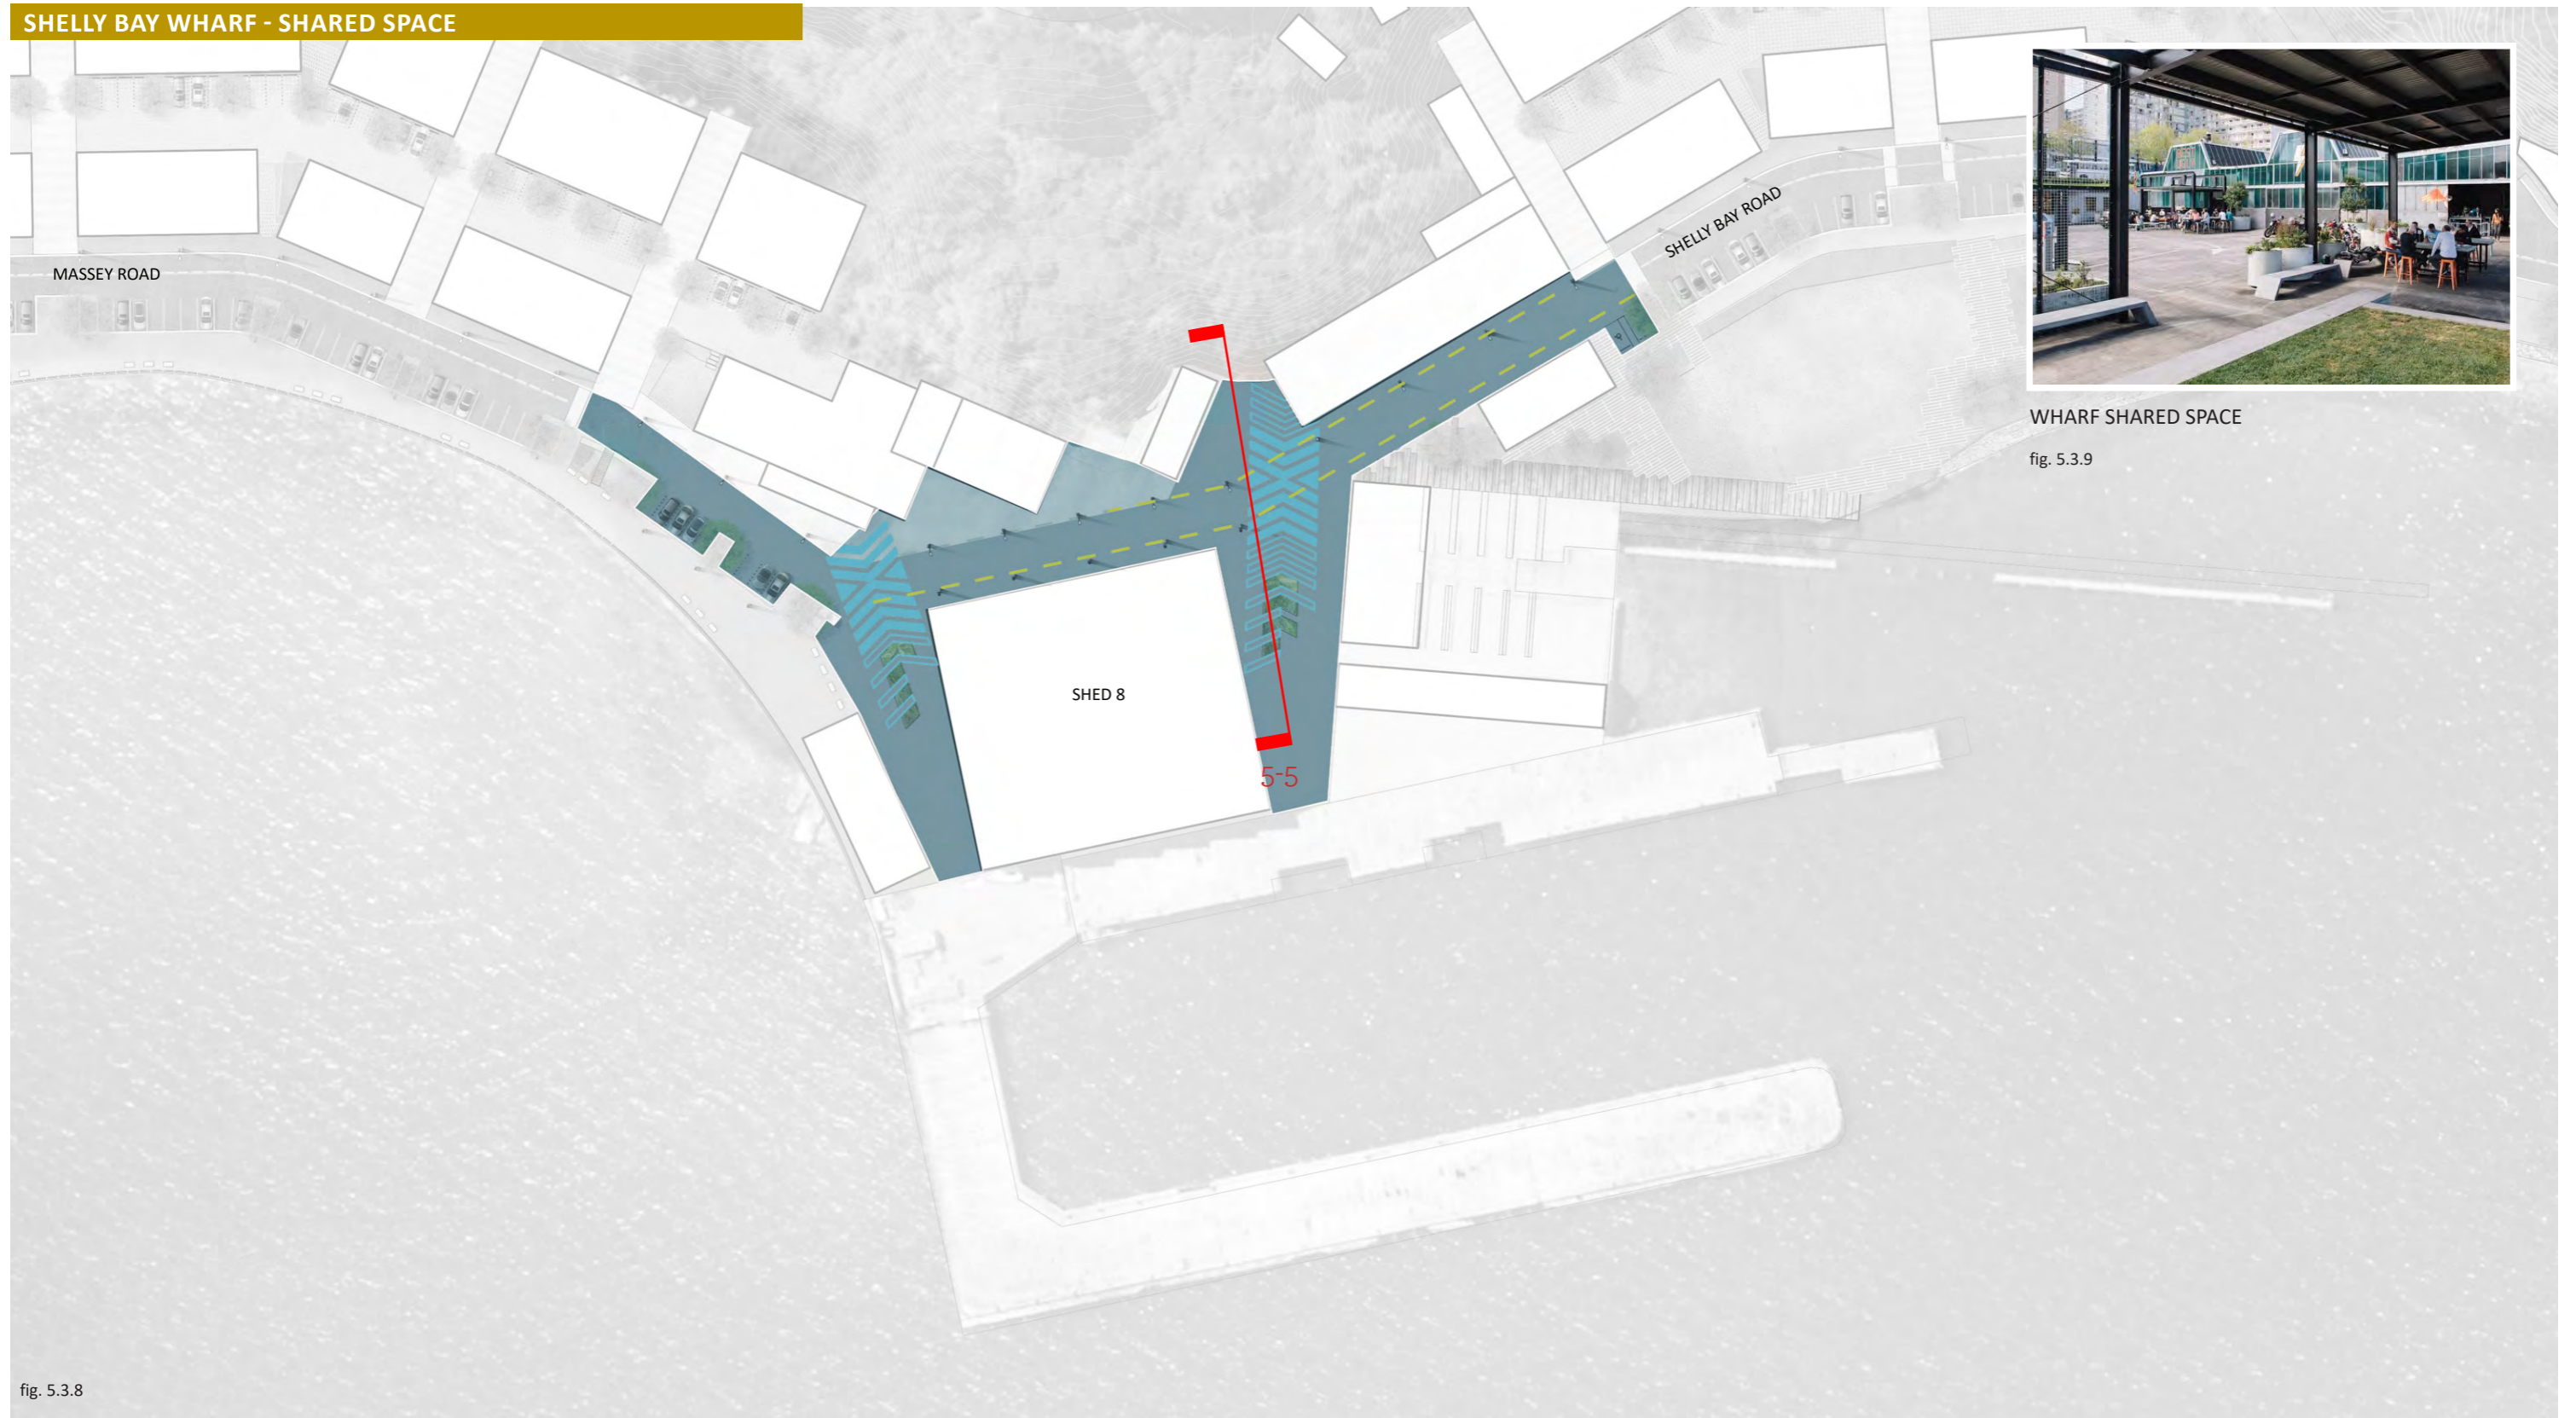 SHELLY BAY WHARF - SHARED SPACE
MASSEY ROAD
SHELLY BAY ROAD
WHARF SHARED SPACE
fig. 5.3.9
SHED 8
5-5
fig. 5.3.8